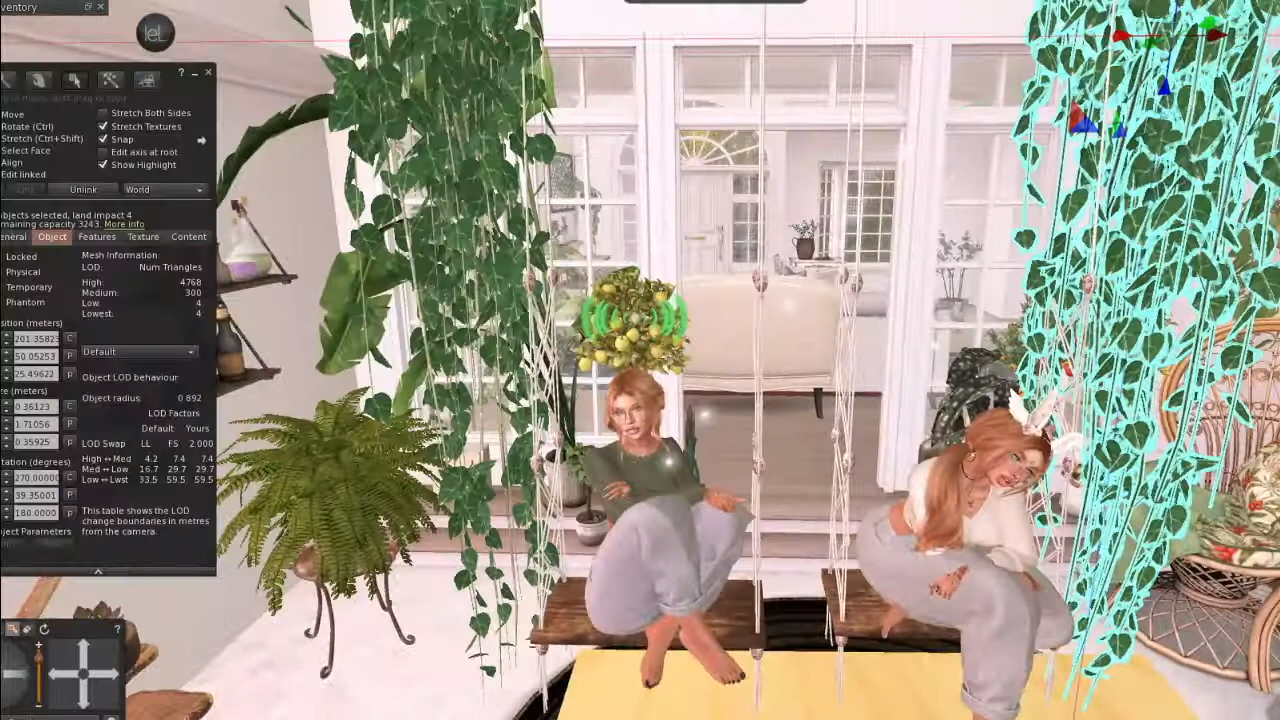 ventory
leL
?
Move
Stretch Both Sides
Rotate (Ctrl)
Stretch Textures
Stretch (Ctrl+Shift)
Snap
Select Face
Edit axis at root
Align
Show Highlight
Edit linked
Unlink
World
bjects selected, land impact 4
maining capacity 3243. More info
eneral
Object
Features
Texture
Content
Locked
Mesh Information:
LOD: Num Triangles
Physical
High: 4768
Temporary
Medium: 300
Phantom
Low: 4
Lowest: 4
sition (meters)
201.35823 C
50.05253 P
Default
25.49622 P
Object LOD behaviour
ze (meters)
Object radius: 0 892
0.36123 C
LOD Factors
1.71056 P
Default Yours
0.35925 P
LOD Swap LL FS 2.000
High↔Med 4.2 7.4 7.4
tation (degrees)
Med↔Low 16.7 29.7 29.7
270.00000 C
Low↔Lwst 33.5 59.5 59.5
39.35001 P
180.0000 P
This table shows the LOD
change boundaries in metres
from the camera.
ject Parameters
?